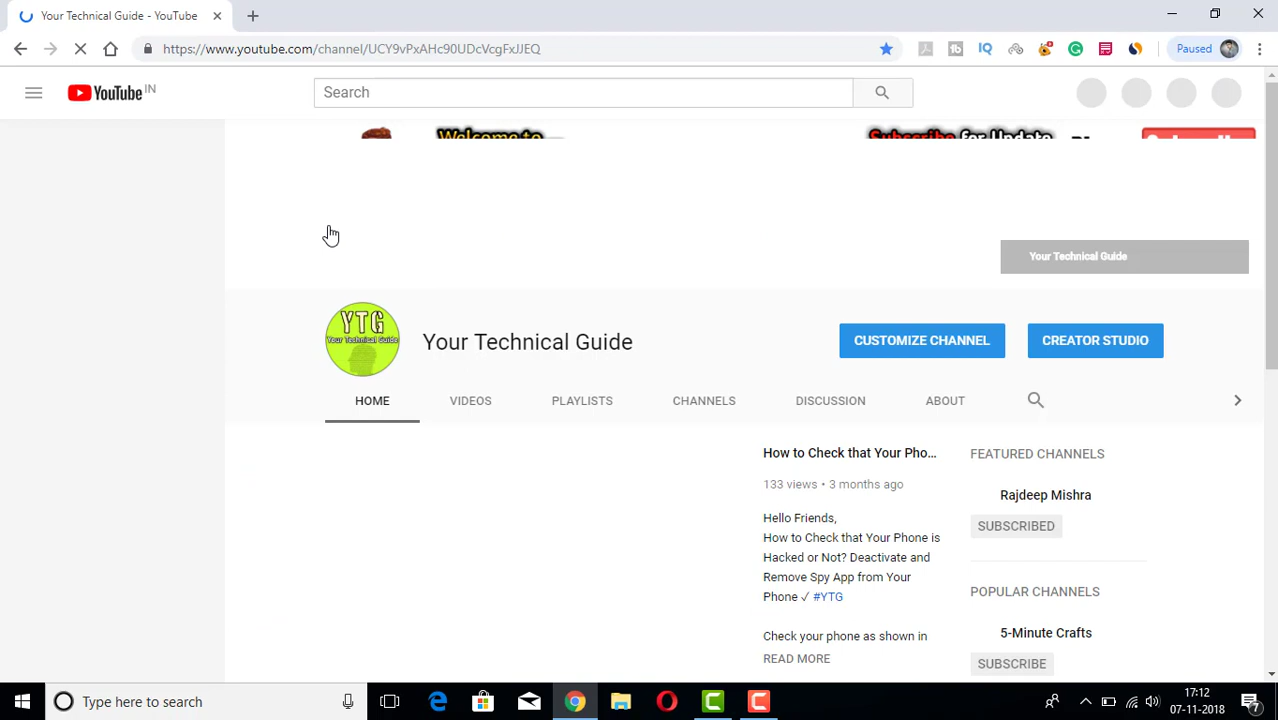 Your Technical Guide - YouTube
https://www.youtube.com/channel/UCY9vPxAHc90UDcVcgFxJJEQ
Paused
YouTube IN
Search
Welcome to
Subscribe for Update
Your Technical Guide
YTG
Your Technical Guide
Your Technical Guide
CUSTOMIZE CHANNEL
CREATOR STUDIO
HOME
VIDEOS
PLAYLISTS
CHANNELS
DISCUSSION
ABOUT
How to Check that Your Pho...
133 views • 3 months ago
Hello Friends,
How to Check that Your Phone is
Hacked or Not? Deactivate and
Remove Spy App from Your
Phone ✓ #YTG
Check your phone as shown in
READ MORE
FEATURED CHANNELS
Rajdeep Mishra
SUBSCRIBED
POPULAR CHANNELS
5-Minute Crafts
SUBSCRIBE
Type here to search
17:12
07-11-2018
7